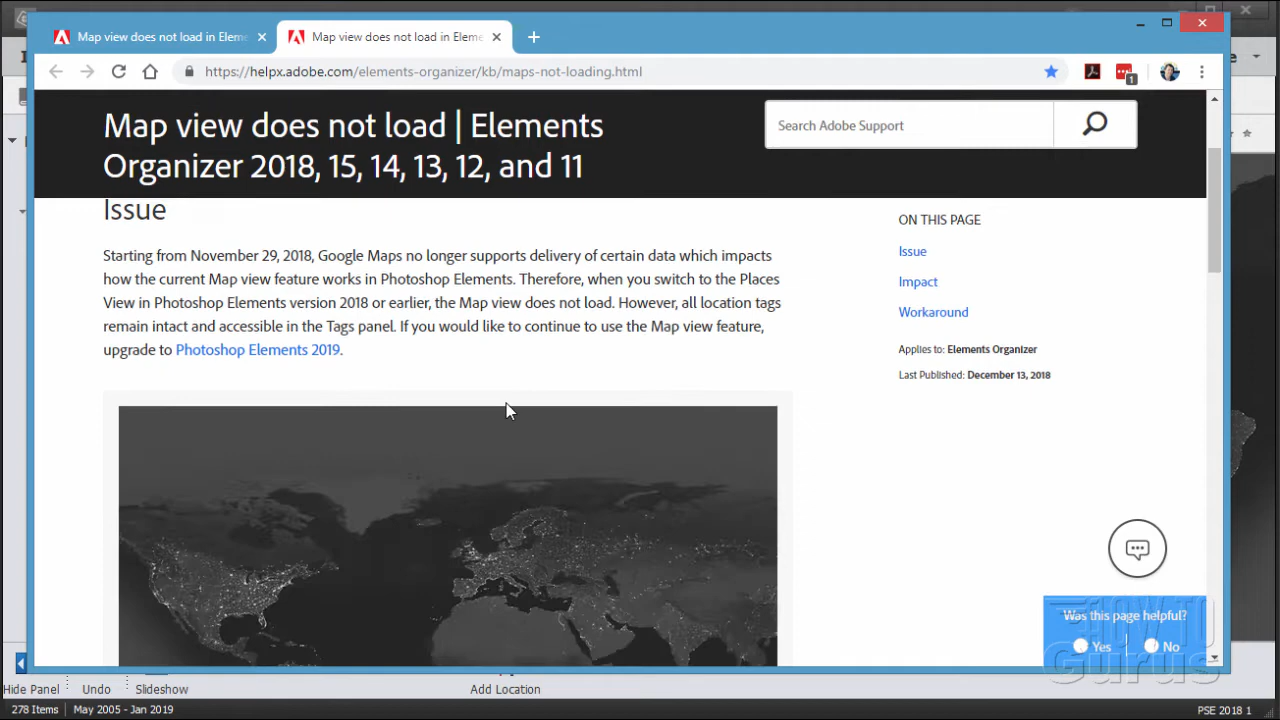 Map view does not load in Eleme
Map view does not load in Eleme
https://helpx.adobe.com/elements-organizer/kb/maps-not-loading.html
1
Map view does not load | Elements
Organizer 2018, 15, 14, 13, 12, and 11
Search Adobe Support
Issue
Starting from November 29, 2018, Google Maps no longer supports delivery of certain data which impacts
how the current Map view feature works in Photoshop Elements. Therefore, when you switch to the Places
View in Photoshop Elements version 2018 or earlier, the Map view does not load. However, all location tags
remain intact and accessible in the Tags panel. If you would like to continue to use the Map view feature,
upgrade to Photoshop Elements 2019.
ON THIS PAGE
Issue
Impact
Workaround
Applies to: Elements Organizer
Last Published: December 13, 2018
Was this page helpful?
Yes
No
HOW TO
Gurus
Hide Panel
Undo
Slideshow
Add Location
278 Items
May 2005 - Jan 2019
PSE 2018 1